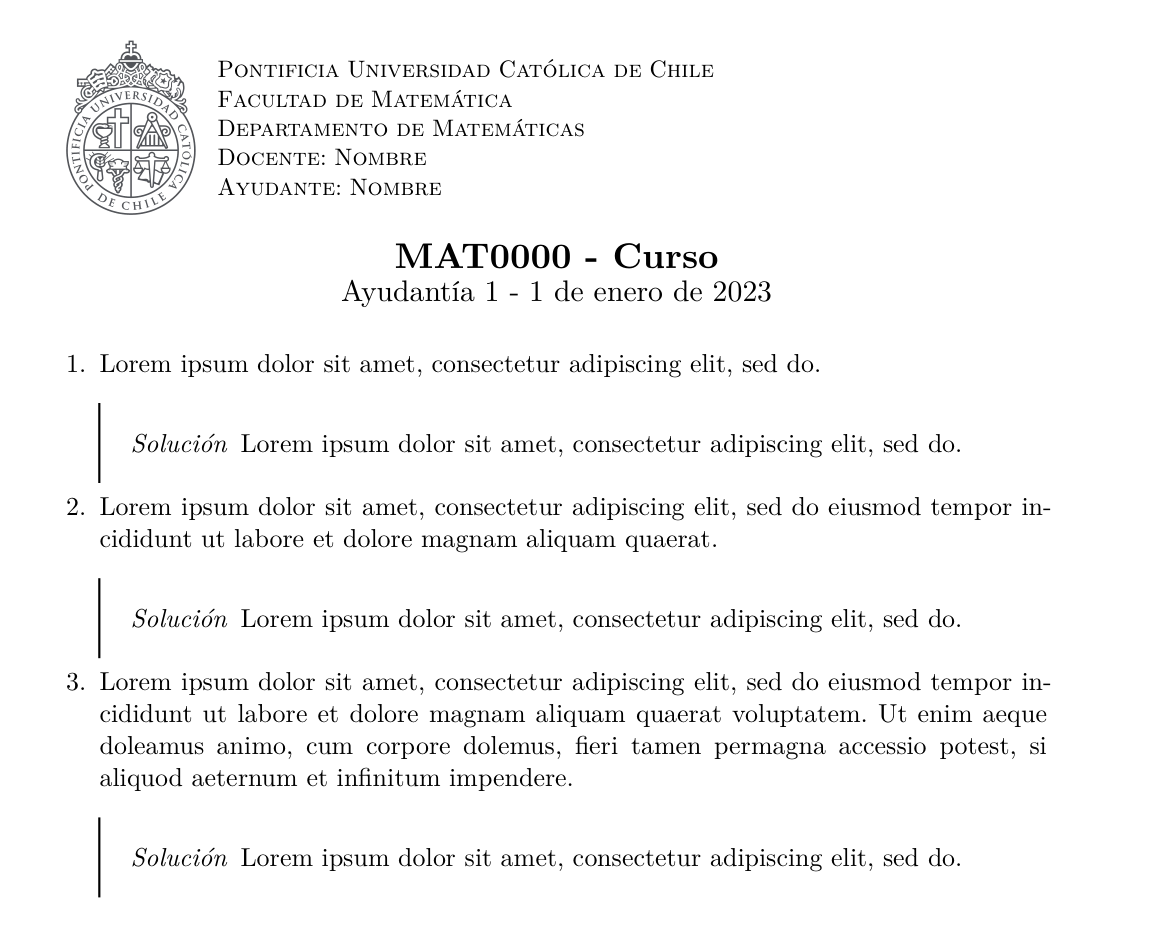 PONTIFICIA UNIVERSIDAD CATÓLICA DE CHILE
PONTIFICIA UNIVERSIDAD CATÓLICA DE CHILE
FACULTAD DE MATEMÁTICA
DEPARTAMENTO DE MATEMÁTICAS
DOCENTE: NOMBRE
AYUDANTE: NOMBRE
MAT0000 - Curso
Ayudantía 1 - 1 de enero de 2023
1. Lorem ipsum dolor sit amet, consectetur adipiscing elit, sed do.
Solución Lorem ipsum dolor sit amet, consectetur adipiscing elit, sed do.
2. Lorem ipsum dolor sit amet, consectetur adipiscing elit, sed do eiusmod tempor in-
cididunt ut labore et dolore magnam aliquam quaerat.
Solución Lorem ipsum dolor sit amet, consectetur adipiscing elit, sed do.
3. Lorem ipsum dolor sit amet, consectetur adipiscing elit, sed do eiusmod tempor in-
cididunt ut labore et dolore magnam aliquam quaerat voluptatem. Ut enim aeque
doleamus animo, cum corpore dolemus, fieri tamen permagna accessio potest, si
aliquod aeternum et infinitum impendere.
Solución Lorem ipsum dolor sit amet, consectetur adipiscing elit, sed do.